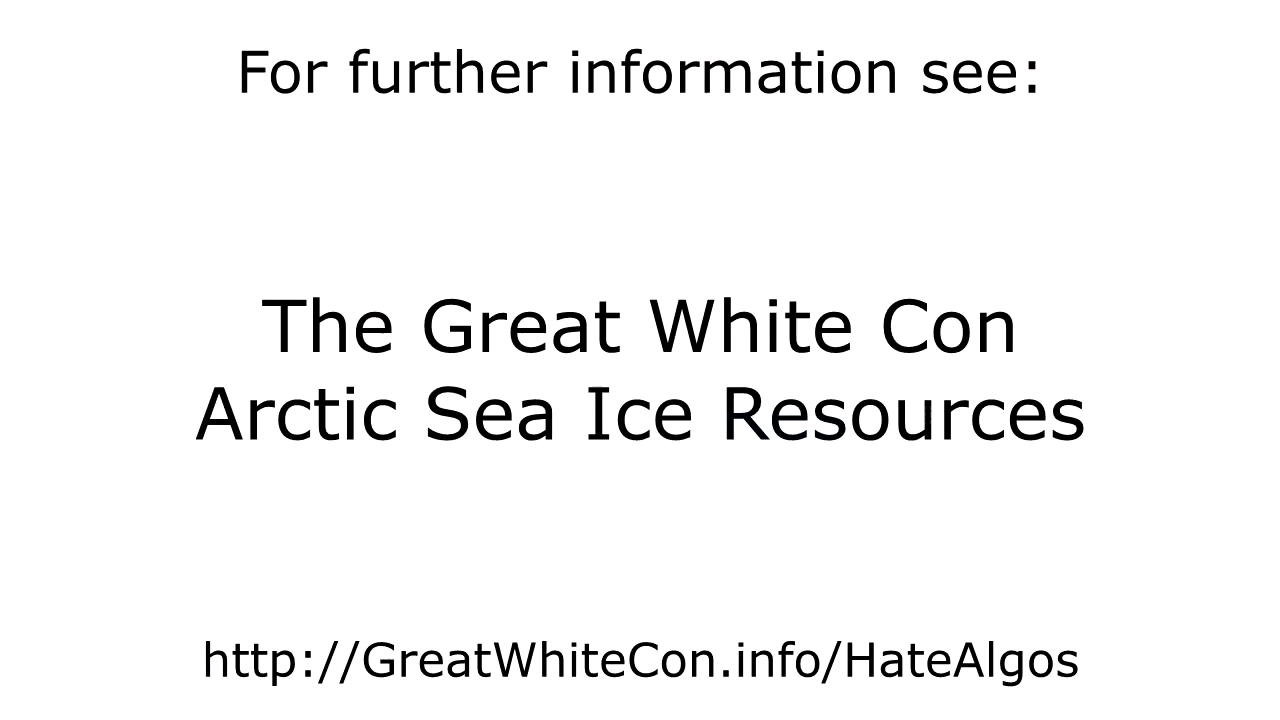 For further information see:
The Great White Con
Arctic Sea Ice Resources
http://GreatWhiteCon.info/HateAlgos